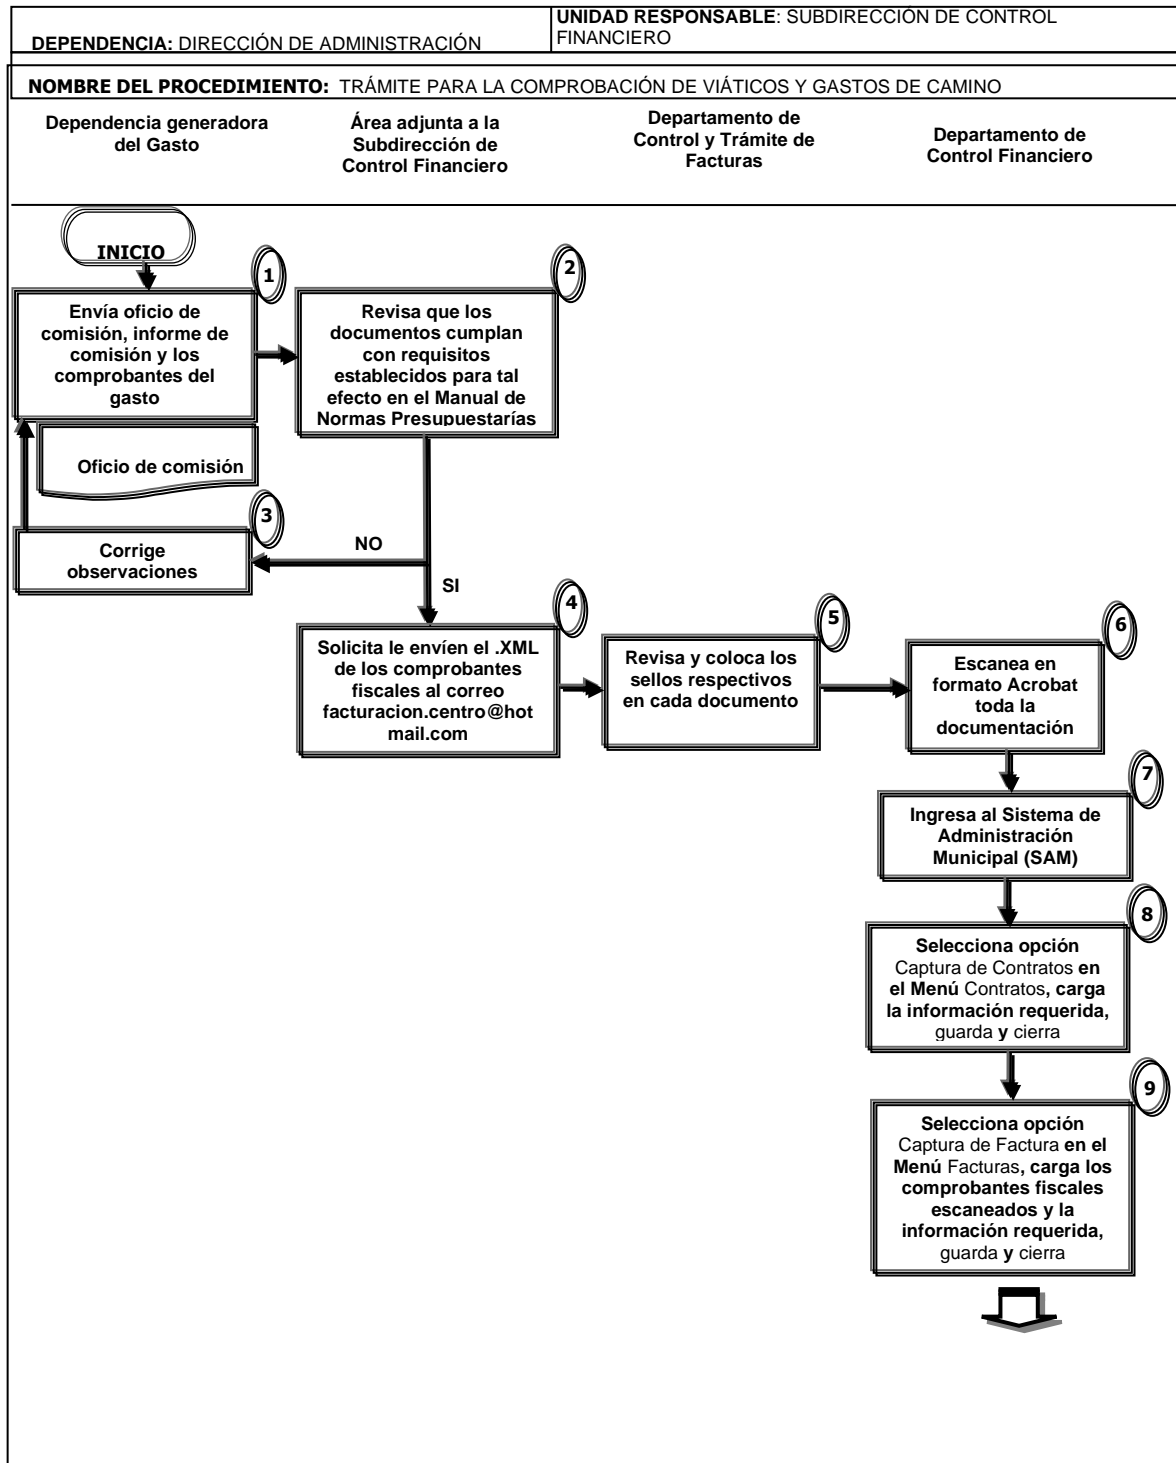 DEPENDENCIA: DIRECCIÓN DE ADMINISTRACIÓN
UNIDAD RESPONSABLE: SUBDIRECCIÓN DE CONTROL
FINANCIERO
NOMBRE DEL PROCEDIMIENTO: TRÁMITE PARA LA COMPROBACIÓN DE VIÁTICOS Y GASTOS DE CAMINO
Dependencia generadora
del Gasto
Área adjunta a la
Subdirección de
Control Financiero
Departamento de
Control y Trámite de
Facturas
Departamento de
Control Financiero
INICIO
1
Envía oficio de
comisión, informe de
comisión y los
comprobantes del
gasto
Oficio de comisión
2
Revisa que los
documentos cumplan
con requisitos
establecidos para tal
efecto en el Manual de
Normas Presupuestarías
3
Corrige
observaciones
NO
SI
4
Solicita le envíen el .XML
de los comprobantes
fiscales al correo
facturacion.centro@hot
mail.com
5
Revisa y coloca los
sellos respectivos
en cada documento
6
Escanea en
formato Acrobat
toda la
documentación
7
Ingresa al Sistema de
Administración
Municipal (SAM)
8
Selecciona opción
Captura de Contratos en
el Menú Contratos, carga
la información requerida,
guarda y cierra
9
Selecciona opción
Captura de Factura en el
Menú Facturas, carga los
comprobantes fiscales
escaneados y la
información requerida,
guarda y cierra